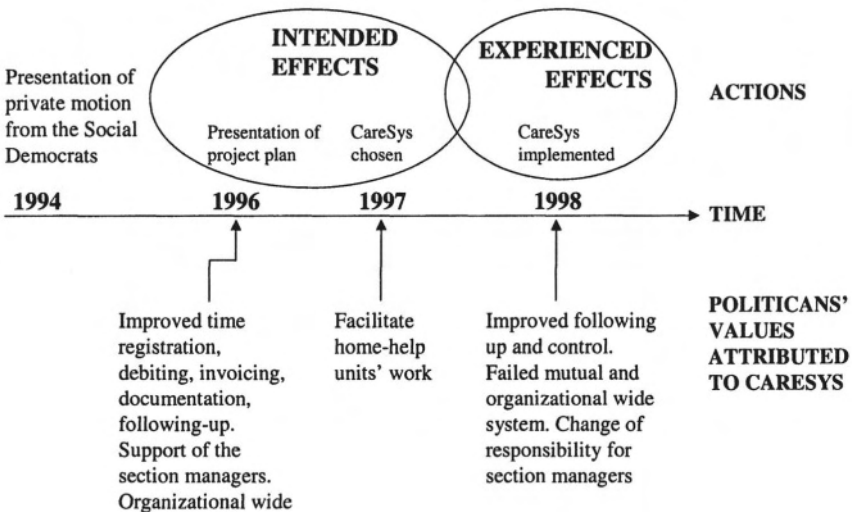 Presentation of
private motion
from the Social
Democrats
INTENDED
EFFECTS
Presentation of
project plan
CareSys
chosen
EXPERIENCED
EFFECTS
CareSys
implemented
ACTIONS
1994
1996
1997
1998
TIME
Improved time
registration,
debiting, invoicing,
documentation,
following-up.
Support of the
section managers.
Organizational wide
Facilitate
home-help
units' work
Improved following
up and control.
Failed mutual and
organizational wide
system. Change of
responsibility for
section managers
POLITICANS'
VALUES
ATTRIBUTED
TO CARESYS